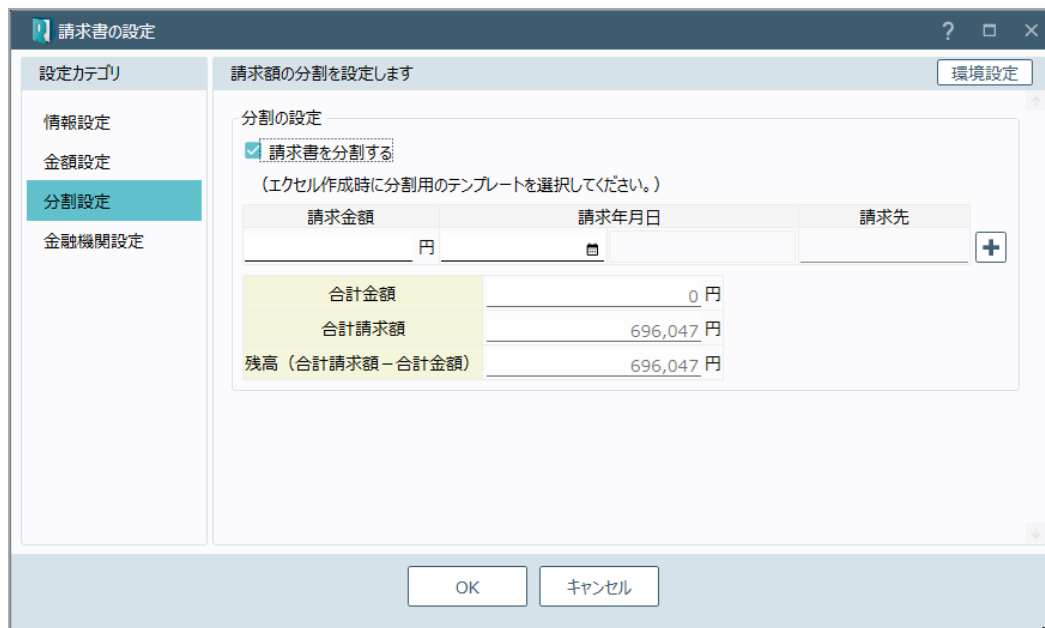 請求書の設定
?
設定カテゴリ
情報設定
金額設定
分割設定
金融機関設定
請求額の分割を設定します
環境設定
分割の設定
請求書を分割する
（エクセル作成時に分割用のテンプレートを選択してください。）
請求金額 請求年月日 請求先
円
合計金額 0 円
合計請求額 696,047 円
残高（合計請求額－合計金額） 696,047 円
OK キャンセル